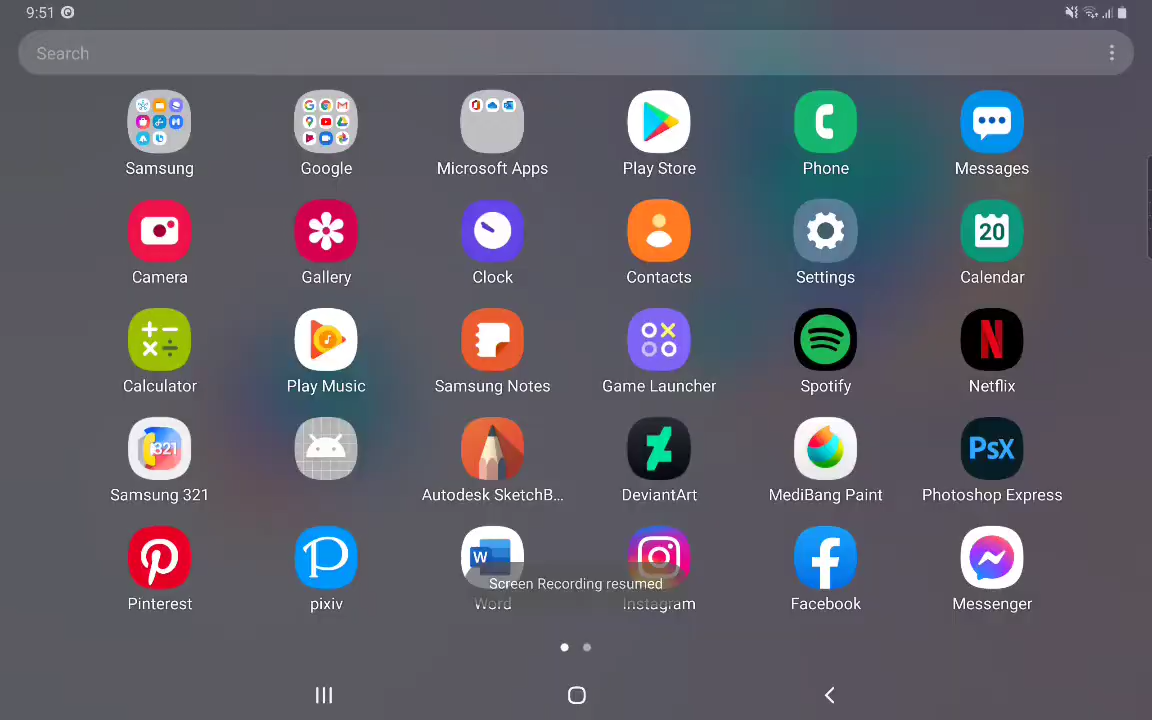 9:51
Search
Samsung
Google
Microsoft Apps
Play Store
Phone
Messages
Camera
Gallery
Clock
Contacts
Settings
20
Calendar
Calculator
Play Music
Samsung Notes
Game Launcher
Spotify
N
Netflix
321
Samsung 321
Autodesk SketchB...
DeviantArt
MediBang Paint
PsX
Photoshop Express
Pinterest
pixiv
W
Word
Instagram
Facebook
Messenger
Screen Recording resumed